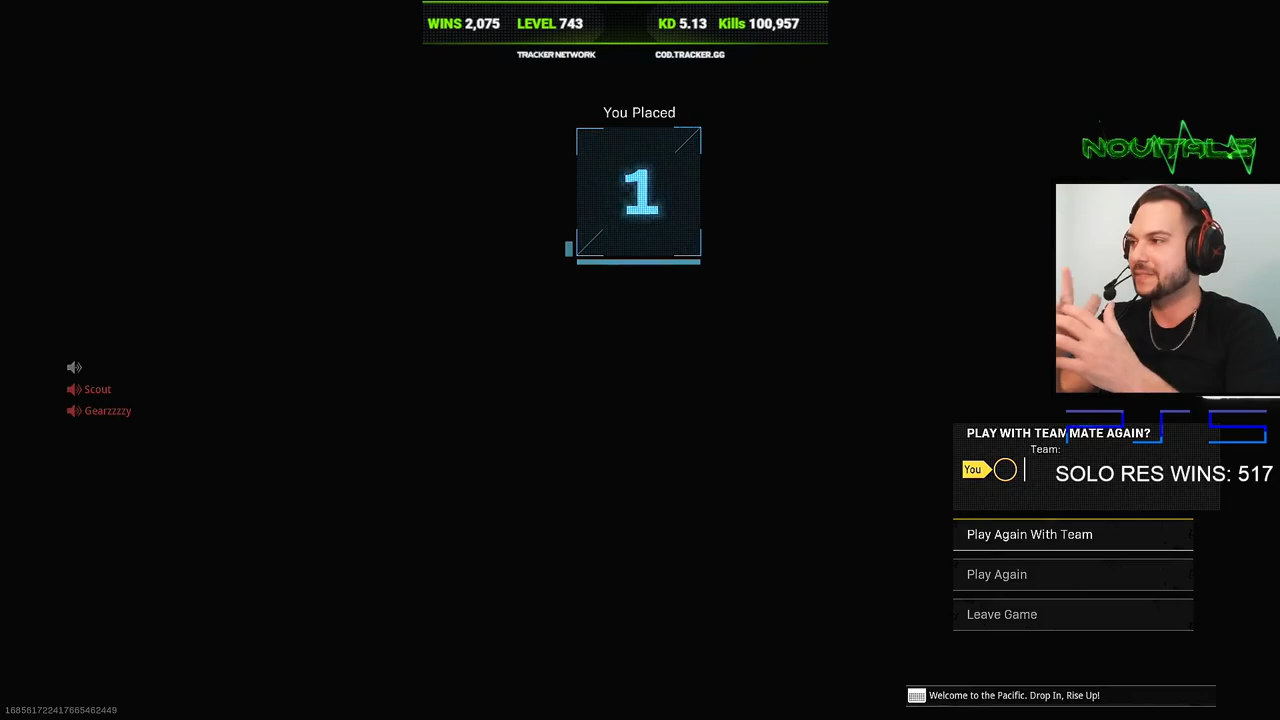 WINS 2,075 LEVEL 743 KD 5.13 Kills 100,957
TRACKER NETWORK COD.TRACKER.GG
You Placed
1
NOVITALS
Scout
Gearzzzzy
PLAY WITH TEAMMATE AGAIN?
Team:
You
SOLO RES WINS: 517
Play Again With Team
Play Again
Leave Game
Welcome to the Pacific. Drop In, Rise Up!
168561722417665462449